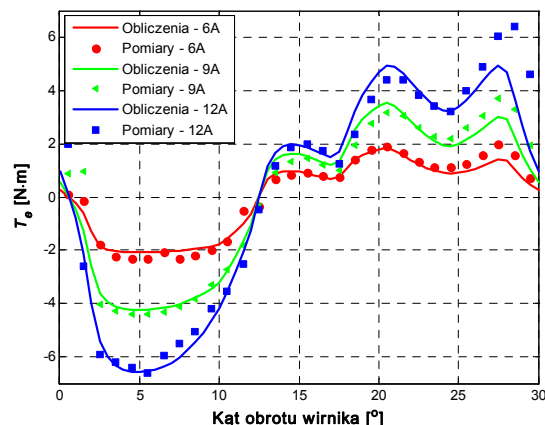 Obliczenia - 6A
Pomiary - 6A
Obliczenia - 9A
Pomiary - 9A
Obliczenia - 12A
Pomiary - 12A
4
2
0
-2
-4
-6
Te [N·m]
0 5 10 15 20 25 30
Kąt obrotu wirnika [º]